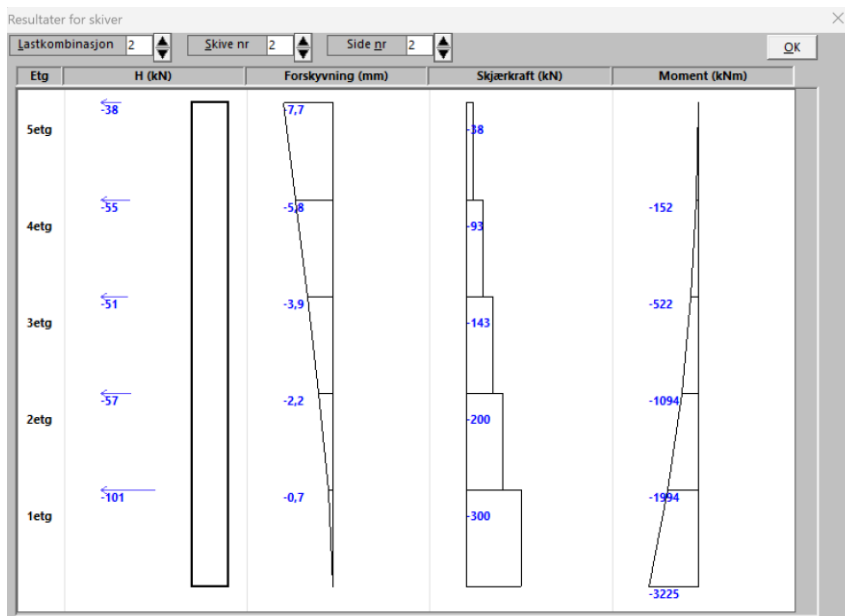 Resultater for skiver
Lastkombinasjon 2 Skive nr 2 Side nr 2 OK
Etg H (kN) Forskyvning (mm) Skjærkraft (kN) Moment (kNm)
-38 -7,7
5etg -38
-55 -5,8 -152
4etg -93
-51 -3,9 -522
3etg -143
-57 -2,2 -1094
2etg -200
-101 -0,7 -1994
1etg -300
-3225